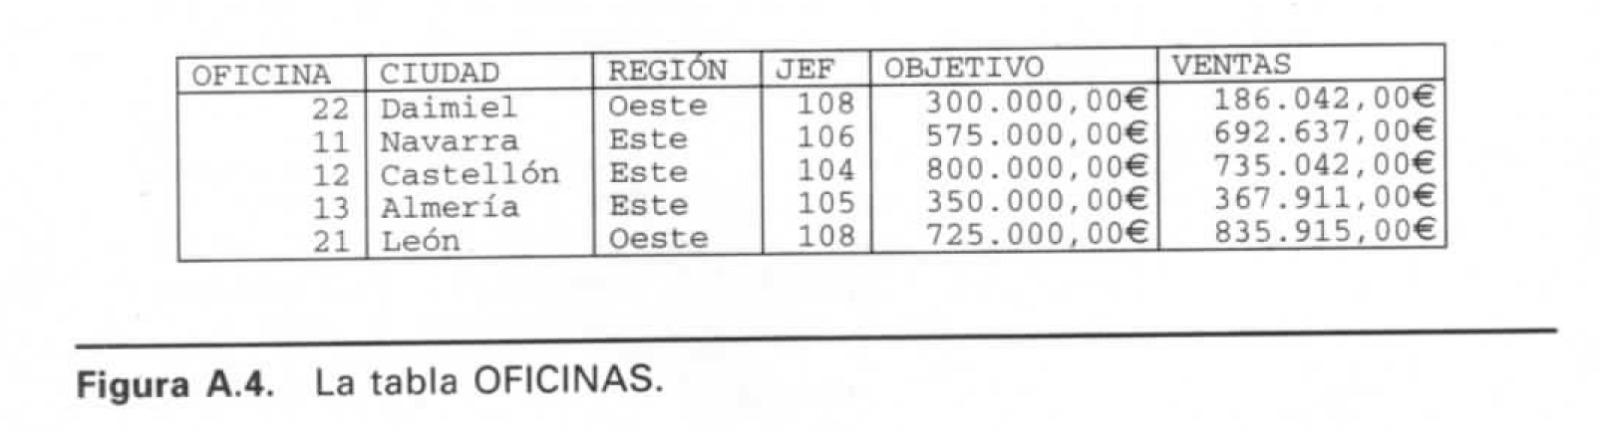 OFICINA CIUDAD REGIÓN JEF OBJETIVO VENTAS
22 Daimiel Oeste 108 300.000,00€ 186.042,00€
11 Navarra Este 106 575.000,00€ 692.637,00€
12 Castellón Este 104 800.000,00€ 735.042,00€
13 Almería Este 105 350.000,00€ 367.911,00€
21 León Oeste 108 725.000,00€ 835.915,00€
Figura A.4. La tabla OFICINAS.